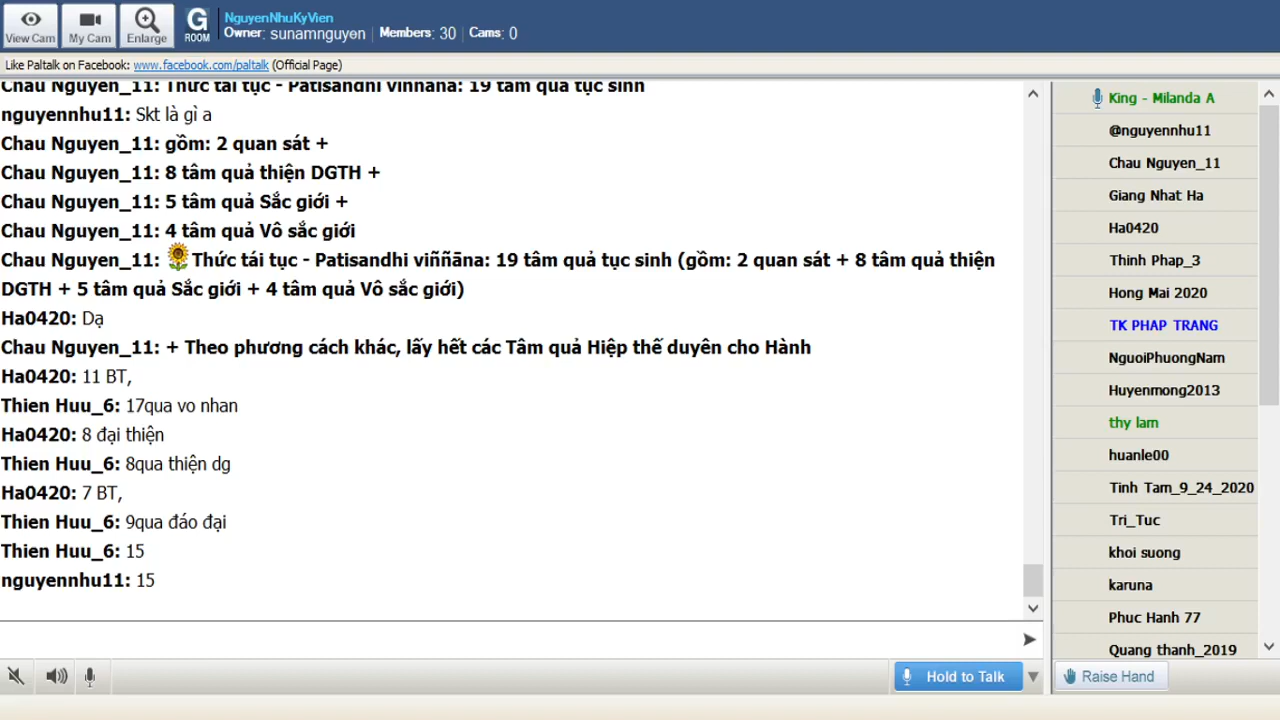 View Cam
My Cam
Enlarge
G
ROOM
NguyenNhuKyVien
Owner: sunamnguyen | Members: 30 | Cams: 0
Like Paltalk on Facebook: www.facebook.com/paltalk (Official Page)
Chau Nguyen_11: Thức tái tục - Patisandhi viññāna: 19 tâm quả tục sinh
nguyennhu11: Skt là gì a
Chau Nguyen_11: gồm: 2 quan sát +
Chau Nguyen_11: 8 tâm quả thiện DGTH +
Chau Nguyen_11: 5 tâm quả Sắc giới +
Chau Nguyen_11: 4 tâm quả Vô sắc giới
Chau Nguyen_11: 🌻Thức tái tục - Patisandhi viññāna: 19 tâm quả tục sinh (gồm: 2 quan sát + 8 tâm quả thiện
DGTH + 5 tâm quả Sắc giới + 4 tâm quả Vô sắc giới)
Ha0420: Dạ
Chau Nguyen_11: + Theo phương cách khác, lấy hết các Tâm quả Hiệp thế duyên cho Hành
Ha0420: 11 BT,
Thien Huu_6: 17qua vo nhan
Ha0420: 8 đại thiện
Thien Huu_6: 8qua thiện dg
Ha0420: 7 BT,
Thien Huu_6: 9qua đáo đại
Thien Huu_6: 15
nguyennhu11: 15
King - Milanda A
@nguyennhu11
Chau Nguyen_11
Giang Nhat Ha
Ha0420
Thinh Phap_3
Hong Mai 2020
TK PHAP TRANG
NguoiPhuongNam
Huyenmong2013
thy lam
huanle00
Tinh Tam_9_24_2020
Tri_Tuc
khoi suong
karuna
Phuc Hanh 77
Quang thanh_2019
Hold to Talk
Raise Hand